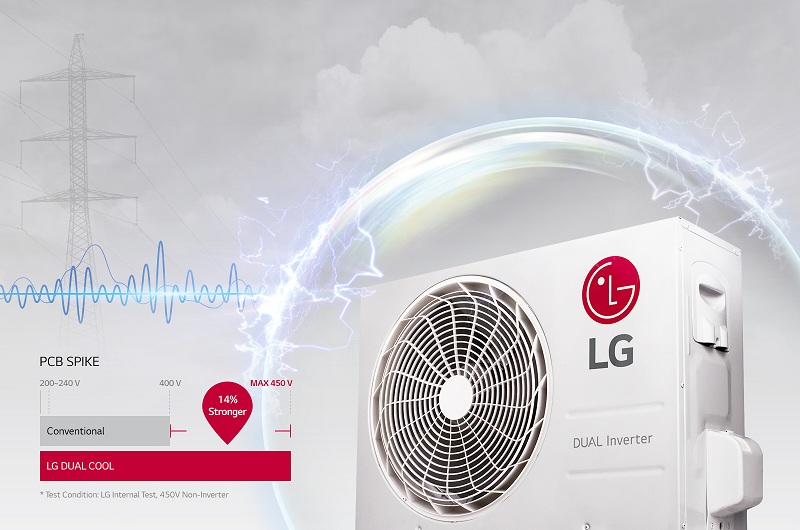 LG
DUAL Inverter
PCB SPIKE
200~240 V 400 V MAX 450 V
14%
Stronger
Conventional
LG DUAL COOL
* Test Condition: LG Internal Test, 450V Non-Inverter